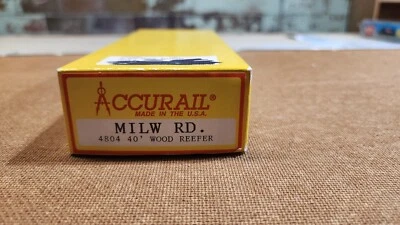 ACCURAIL®
MADE IN THE U.S.A.
MILW RD.
4804 40' WOOD REEFER